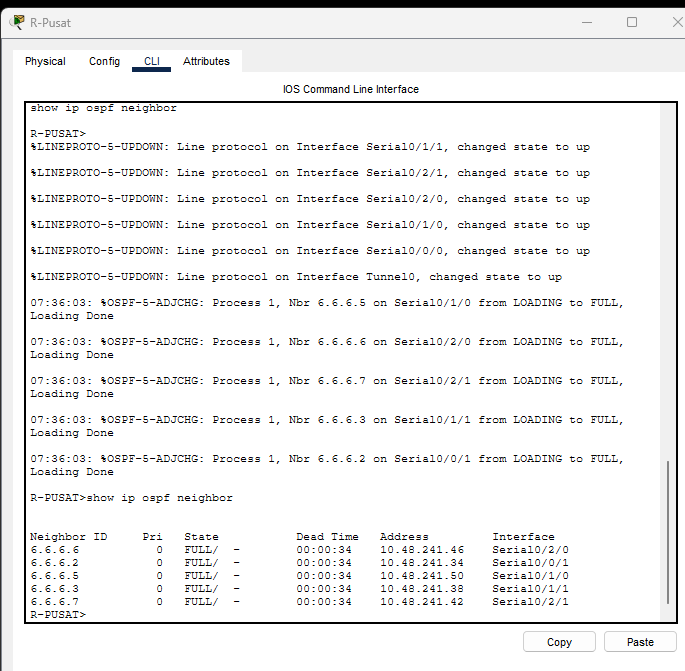 R-Pusat
Physical Config CLI Attributes
IOS Command Line Interface
show ip ospf neighbor
R-PUSAT>
%LINEPROTO-5-UPDOWN: Line protocol on Interface Serial0/1/1, changed state to up
%LINEPROTO-5-UPDOWN: Line protocol on Interface Serial0/2/1, changed state to up
%LINEPROTO-5-UPDOWN: Line protocol on Interface Serial0/2/0, changed state to up
%LINEPROTO-5-UPDOWN: Line protocol on Interface Serial0/1/0, changed state to up
%LINEPROTO-5-UPDOWN: Line protocol on Interface Serial0/0/0, changed state to up
%LINEPROTO-5-UPDOWN: Line protocol on Interface Tunnel0, changed state to up
07:36:03: %OSPF-5-ADJCHG: Process 1, Nbr 6.6.6.5 on Serial0/1/0 from LOADING to FULL,
Loading Done
07:36:03: %OSPF-5-ADJCHG: Process 1, Nbr 6.6.6.6 on Serial0/2/0 from LOADING to FULL,
Loading Done
07:36:03: %OSPF-5-ADJCHG: Process 1, Nbr 6.6.6.7 on Serial0/2/1 from LOADING to FULL,
Loading Done
07:36:03: %OSPF-5-ADJCHG: Process 1, Nbr 6.6.6.3 on Serial0/1/1 from LOADING to FULL,
Loading Done
07:36:03: %OSPF-5-ADJCHG: Process 1, Nbr 6.6.6.2 on Serial0/0/1 from LOADING to FULL,
Loading Done
R-PUSAT>show ip ospf neighbor
Neighbor ID Pri State Dead Time Address Interface
6.6.6.6 0 FULL/ - 00:00:34 10.48.241.46 Serial0/2/0
6.6.6.2 0 FULL/ - 00:00:34 10.48.241.34 Serial0/0/1
6.6.6.5 0 FULL/ - 00:00:34 10.48.241.50 Serial0/1/0
6.6.6.3 0 FULL/ - 00:00:34 10.48.241.38 Serial0/1/1
6.6.6.7 0 FULL/ - 00:00:34 10.48.241.42 Serial0/2/1
R-PUSAT>
Copy Paste